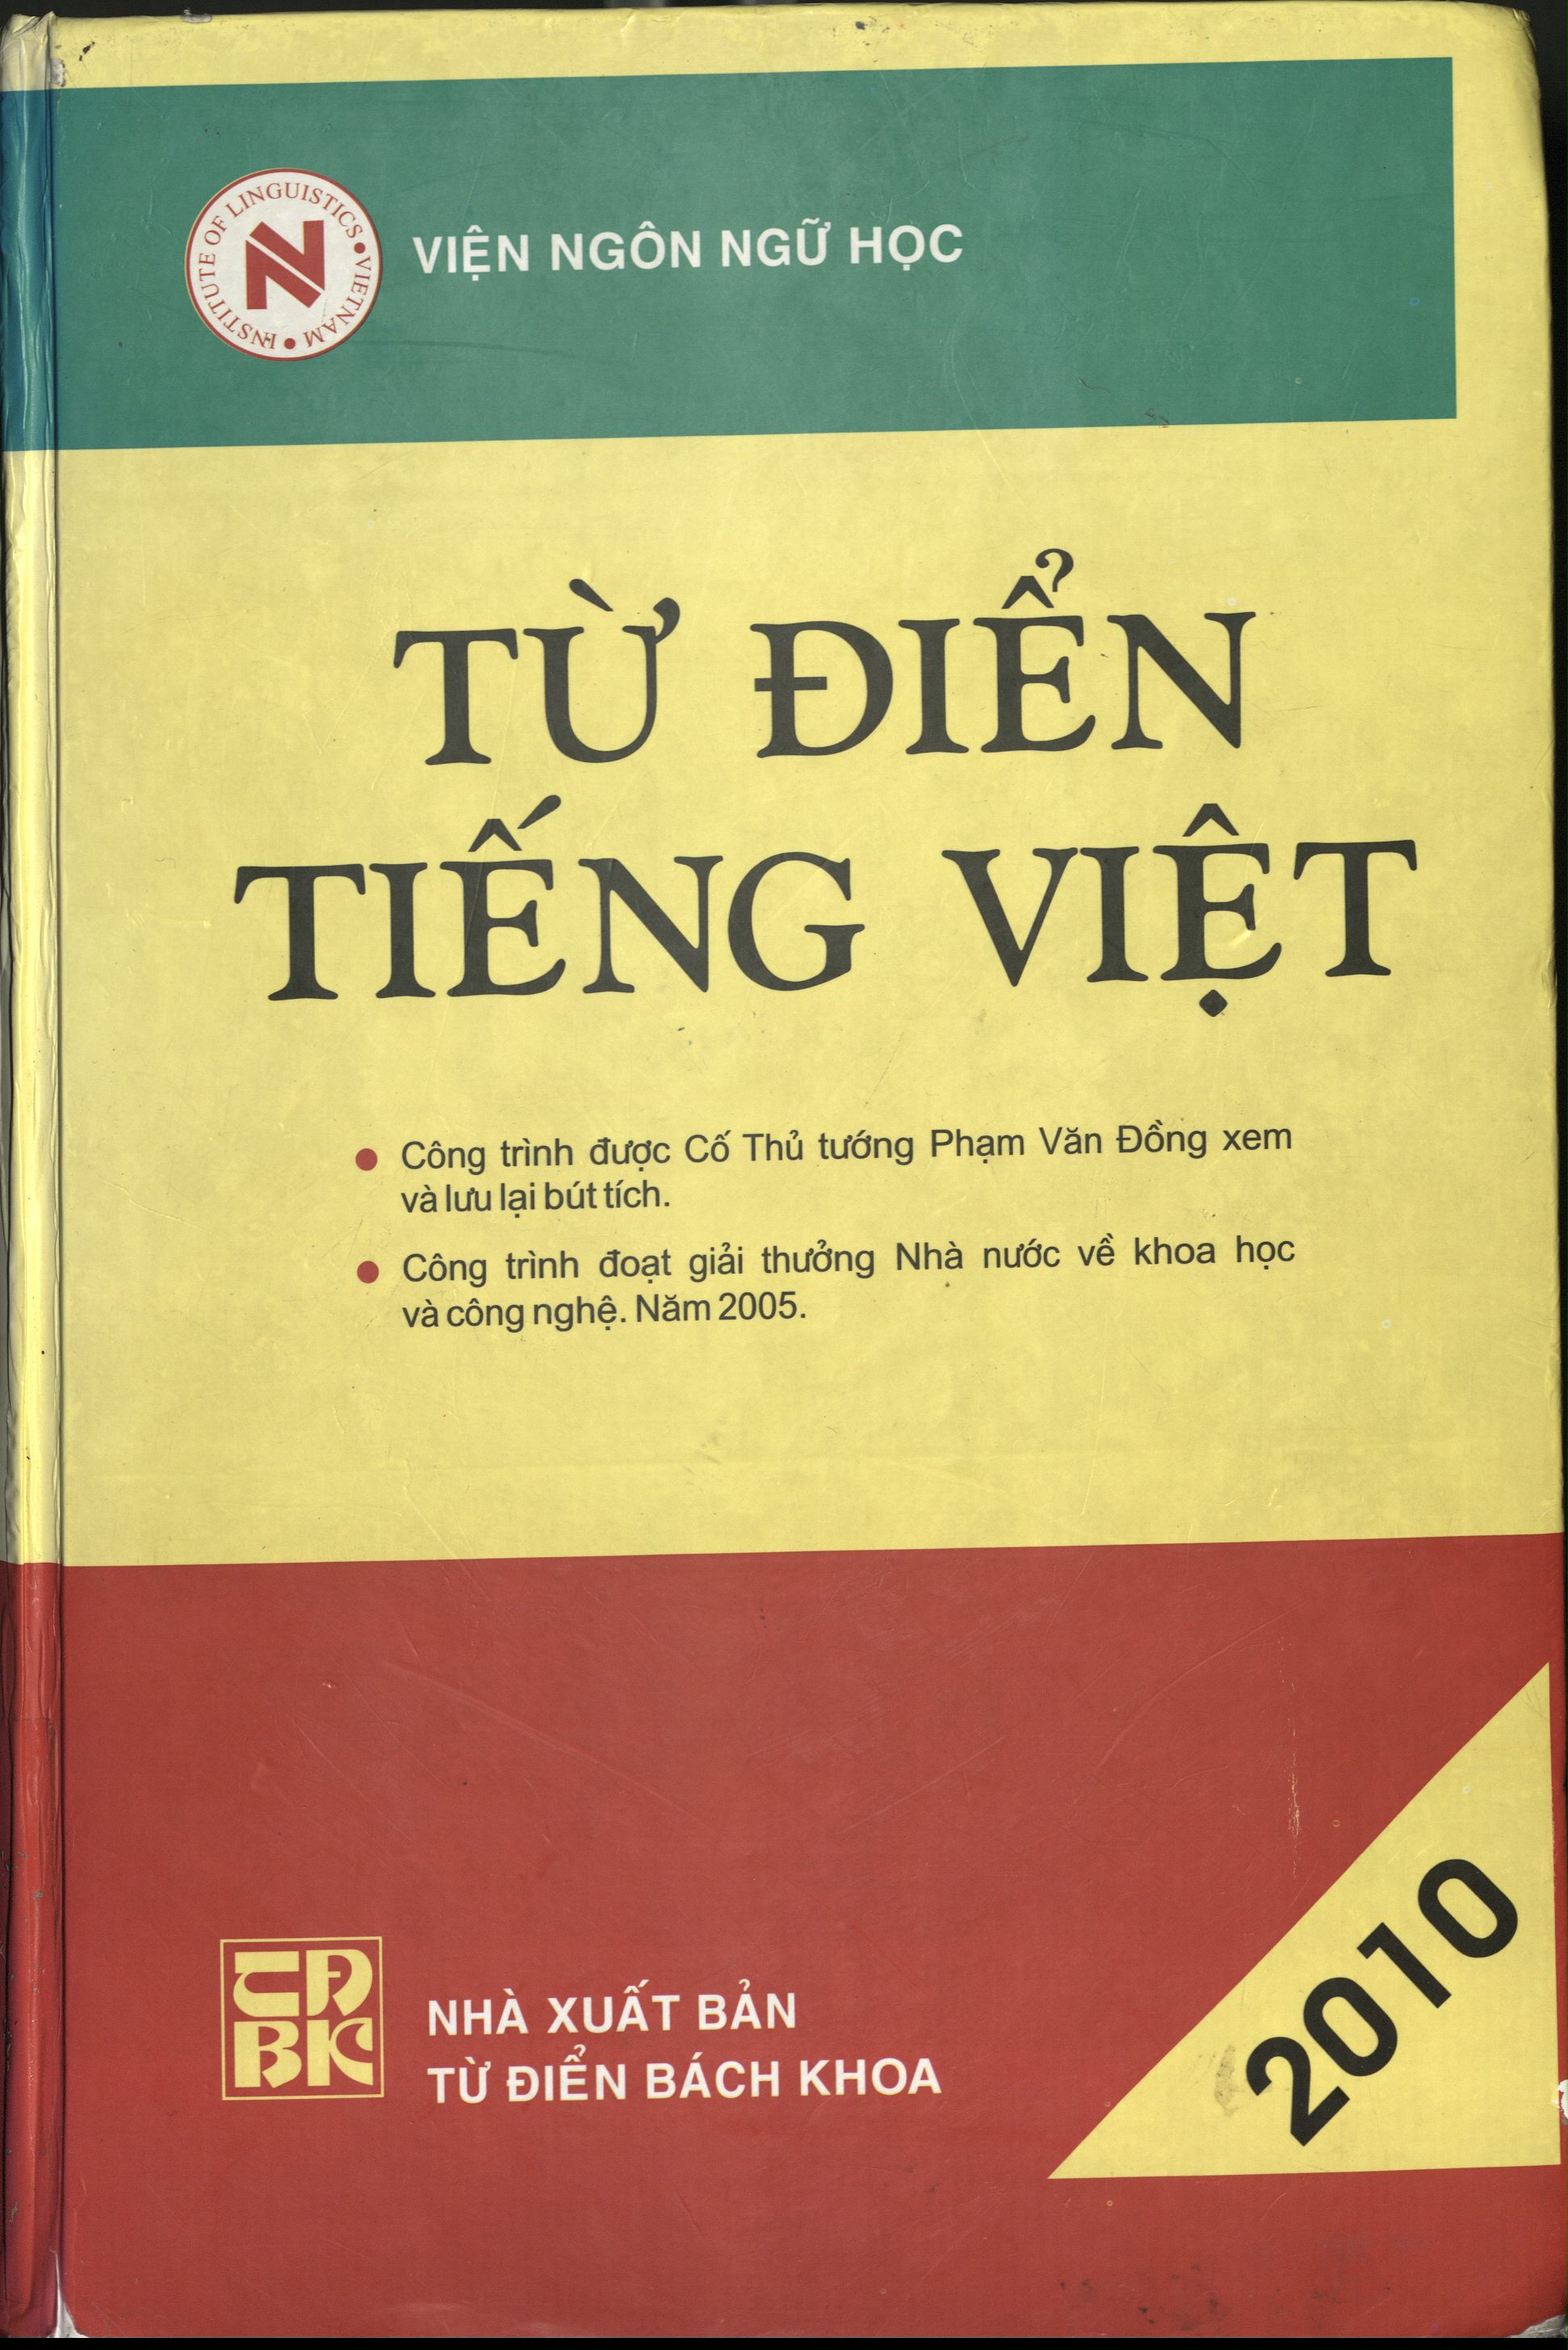 INSTITUTE OF LINGUISTICS • VIETNAM •
VIỆN NGÔN NGỮ HỌC
TỪ ĐIỂN
TIẾNG VIỆT
● Công trình được Cố Thủ tướng Phạm Văn Đồng xem
và lưu lại bút tích.
● Công trình đoạt giải thưởng Nhà nước về khoa học
và công nghệ. Năm 2005.
2010
TĐ
BK
NHÀ XUẤT BẢN
TỪ ĐIỂN BÁCH KHOA